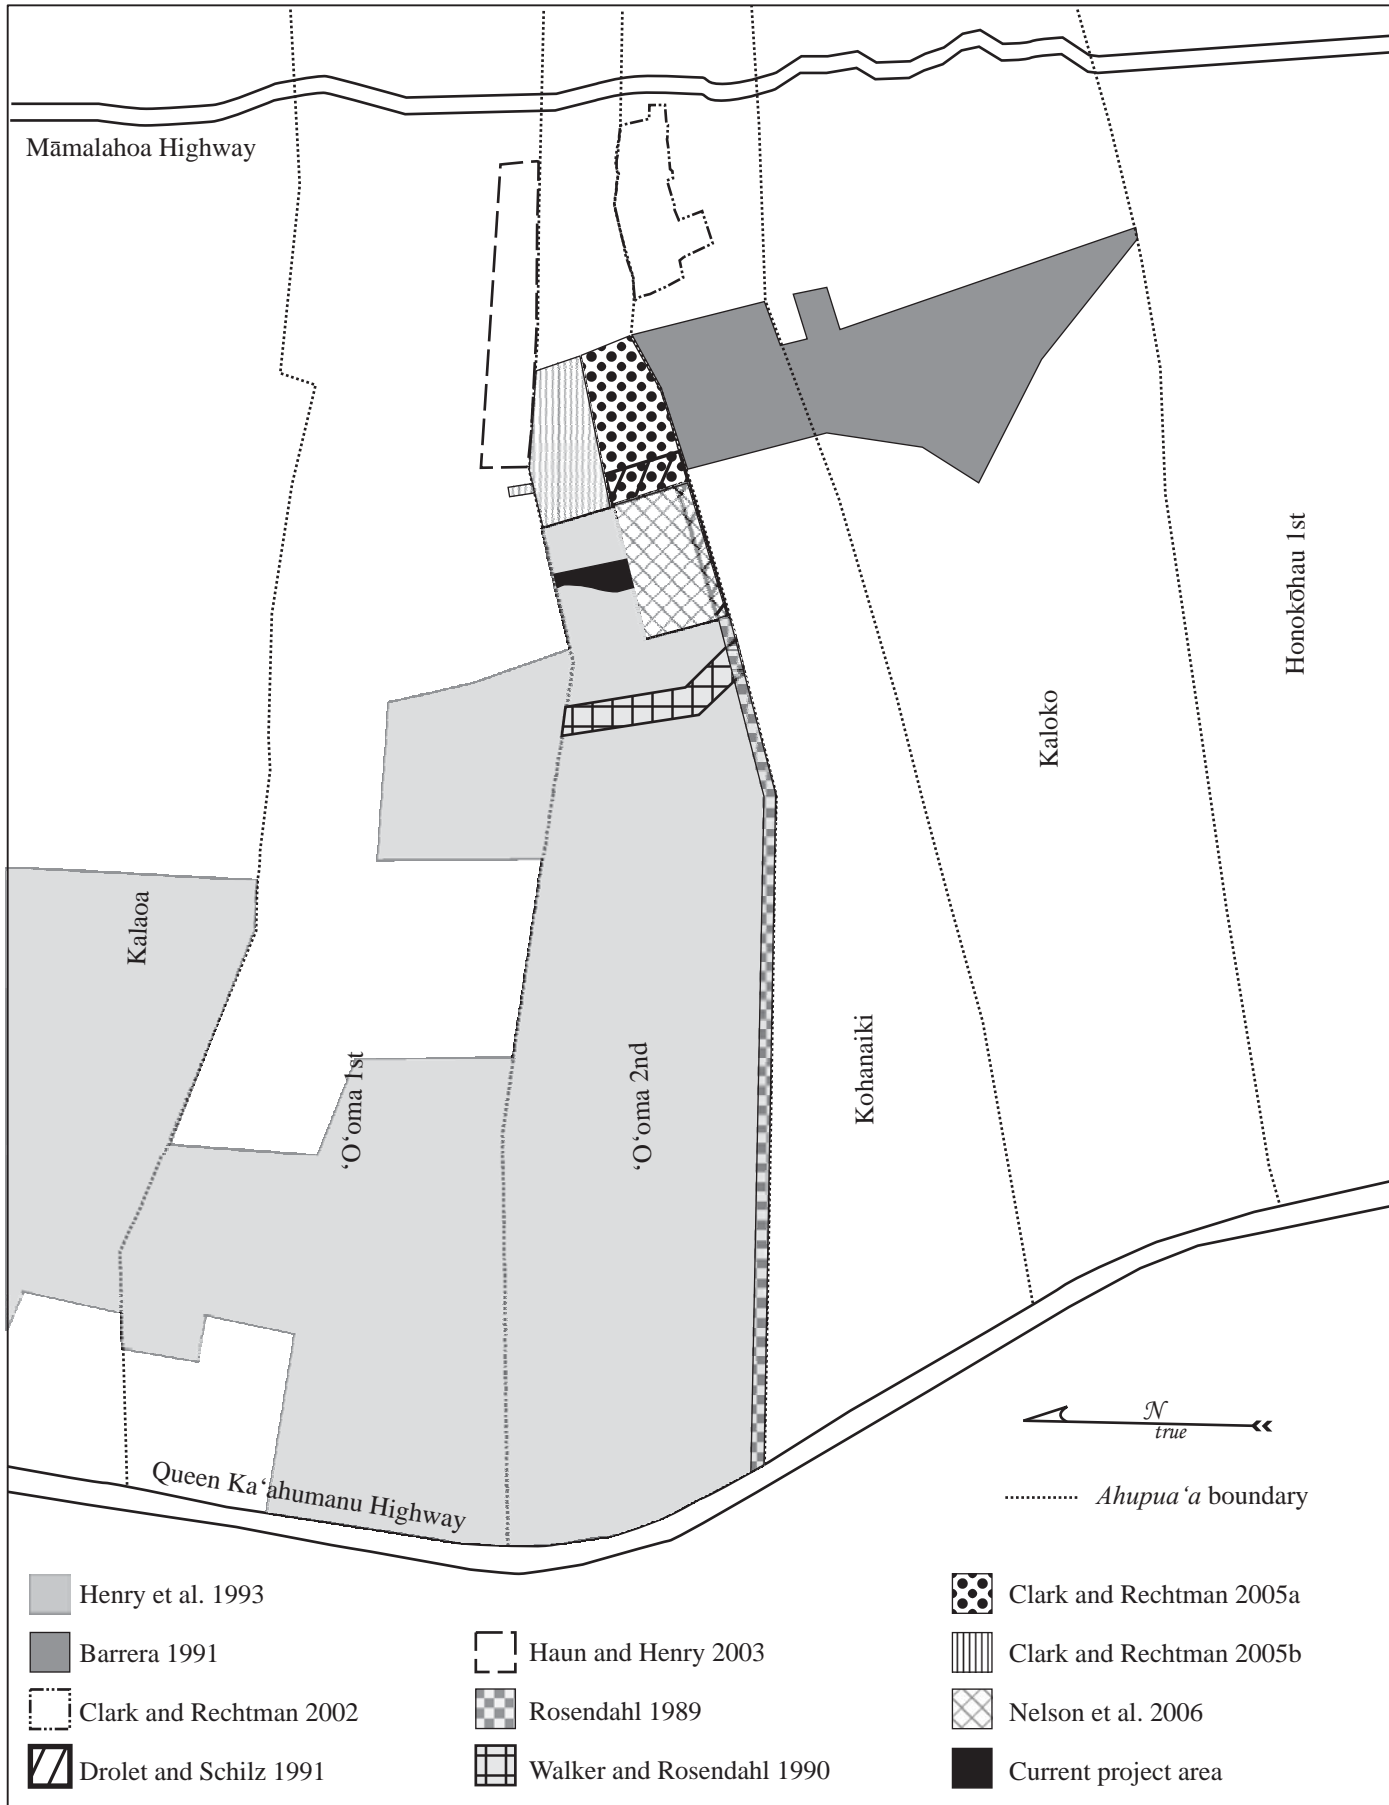 Māmalahoa Highway
Honokōhau 1st
Kaloko
Kalaoa
Kohanaiki
ʻOʻoma 1st
ʻOʻoma 2nd
N
true
Queen Kaʻahumanu Highway
Ahupuaʻa boundary
Henry et al. 1993
Barrera 1991
Clark and Rechtman 2002
Drolet and Schilz 1991
Haun and Henry 2003
Rosendahl 1989
Walker and Rosendahl 1990
Clark and Rechtman 2005a
Clark and Rechtman 2005b
Nelson et al. 2006
Current project area